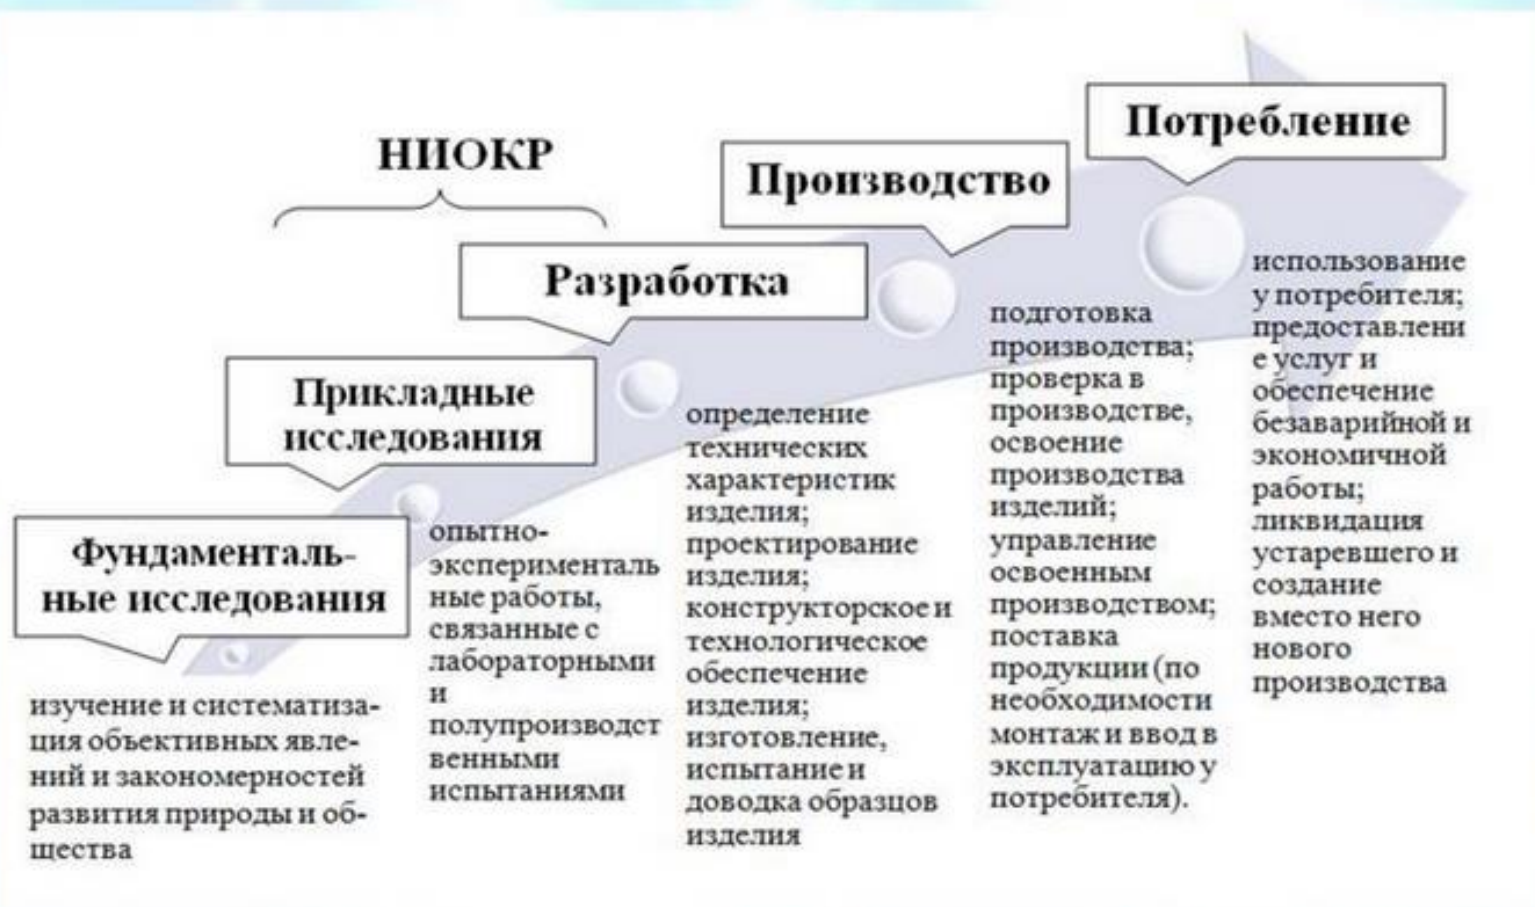 НИОКР
Фундаменталь-
ные исследования
изучение и систематиза-
ция объективных явле-
ний и закономерностей
развития природы и об-
щества
Прикладные
исследования
опытно-
эксперименталь
ные работы,
связанные с
лабораторными
и
полупроизводст
венными
испытаниями
Разработка
определение
технических
характеристик
изделия;
проектирование
изделия;
конструкторское и
технологическое
обеспечение
изделия;
изготовление,
испытание и
доводка образцов
изделия
Производство
подготовка
производства;
проверка в
производстве,
освоение
производства
изделий;
управление
освоенным
производством;
поставка
продукции (по
необходимости
монтаж и ввод в
эксплуатацию у
потребителя).
Потребление
использование
у потребителя;
предоставлени
е услуг и
обеспечение
безаварийной и
экономичной
работы;
ликвидация
устаревшего и
создание
вместо него
нового
производства